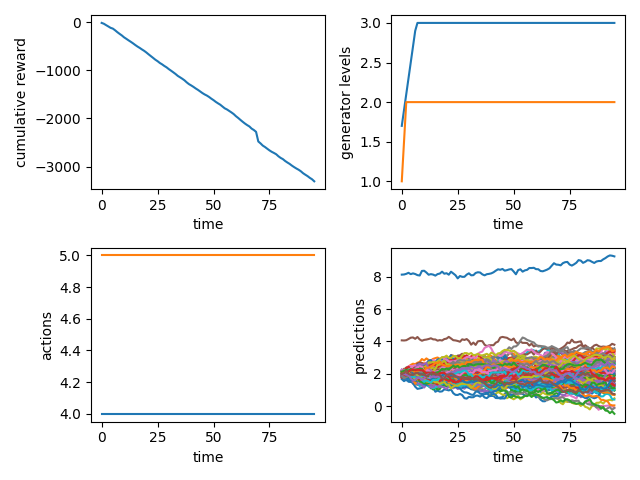 cumulative reward
0
−1000
−2000
−3000
0 25 50 75
time
generator levels
3.0
2.5
2.0
1.5
1.0
0 25 50 75
time
actions
5.0
4.8
4.6
4.4
4.2
4.0
0 25 50 75
time
predictions
8
6
4
2
0
0 25 50 75
time